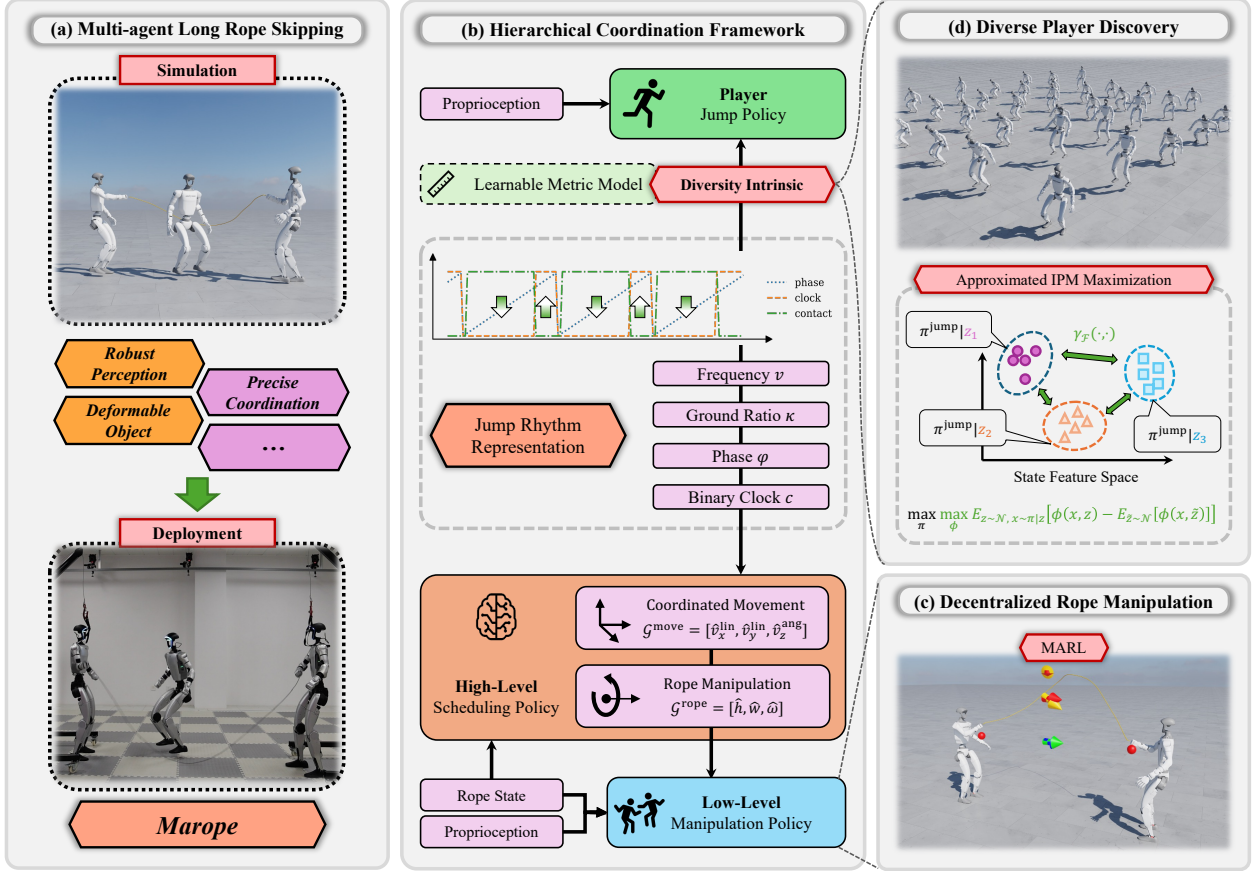 (a) Multi-agent Long Rope Skipping
Simulation
Robust
Perception
Precise
Coordination
Deformable
Object
...
Deployment
Marope
(b) Hierarchical Coordination Framework
Proprioception
Player
Jump Policy
Learnable Metric Model
Diversity Intrinsic
phase
clock
contact
Frequency v
Ground Ratio κ
Jump Rhythm
Representation
Phase φ
Binary Clock c
Coordinated Movement
𝒢^move = [v̂_x^lin, v̂_y^lin, v̂_z^ang]
High-Level
Scheduling Policy
Rope Manipulation
𝒢^rope = [ĥ, ŵ, ω̂]
Rope State
Proprioception
Low-Level
Manipulation Policy
(d) Diverse Player Discovery
Approximated IPM Maximization
π^jump|z_1
γ_ℱ(·,·)
π^jump|z_2
π^jump|z_3
State Feature Space
max_π max_ϕ E_{z~𝒩, x~π|z}[ϕ(x, z) − E_{z̃~𝒩}[ϕ(x, z̃)]]
(c) Decentralized Rope Manipulation
MARL